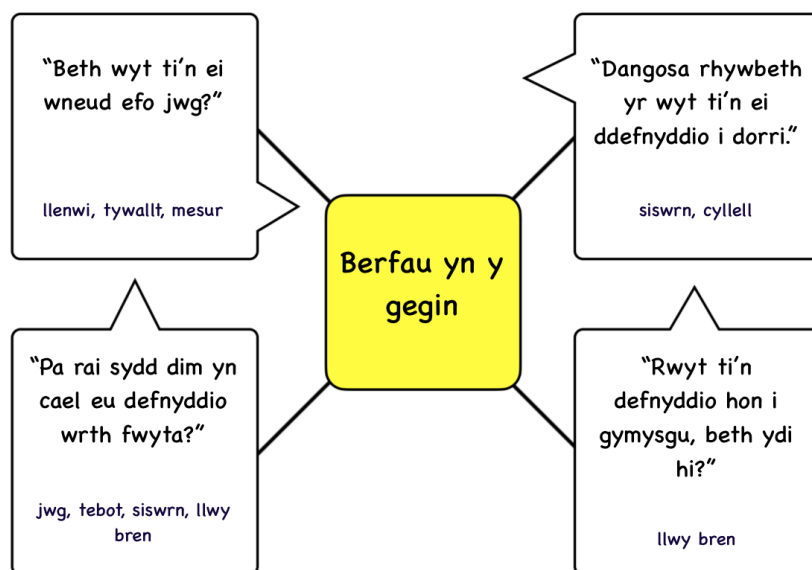 “Beth wyt ti’n ei
wneud efo jwg?”
llenwi, tywallt, mesur
“Dangosa rhywbeth
yr wyt ti’n ei
ddefnyddio i dorri.”
siswrn, cyllell
Berfau yn y
gegin
“Pa rai sydd dim yn
cael eu defnyddio
wrth fwyta?”
jwg, tebot, siswrn, llwy
bren
“Rwyt ti’n
defnyddio hon i
gymysgu, beth ydi
hi?”
llwy bren